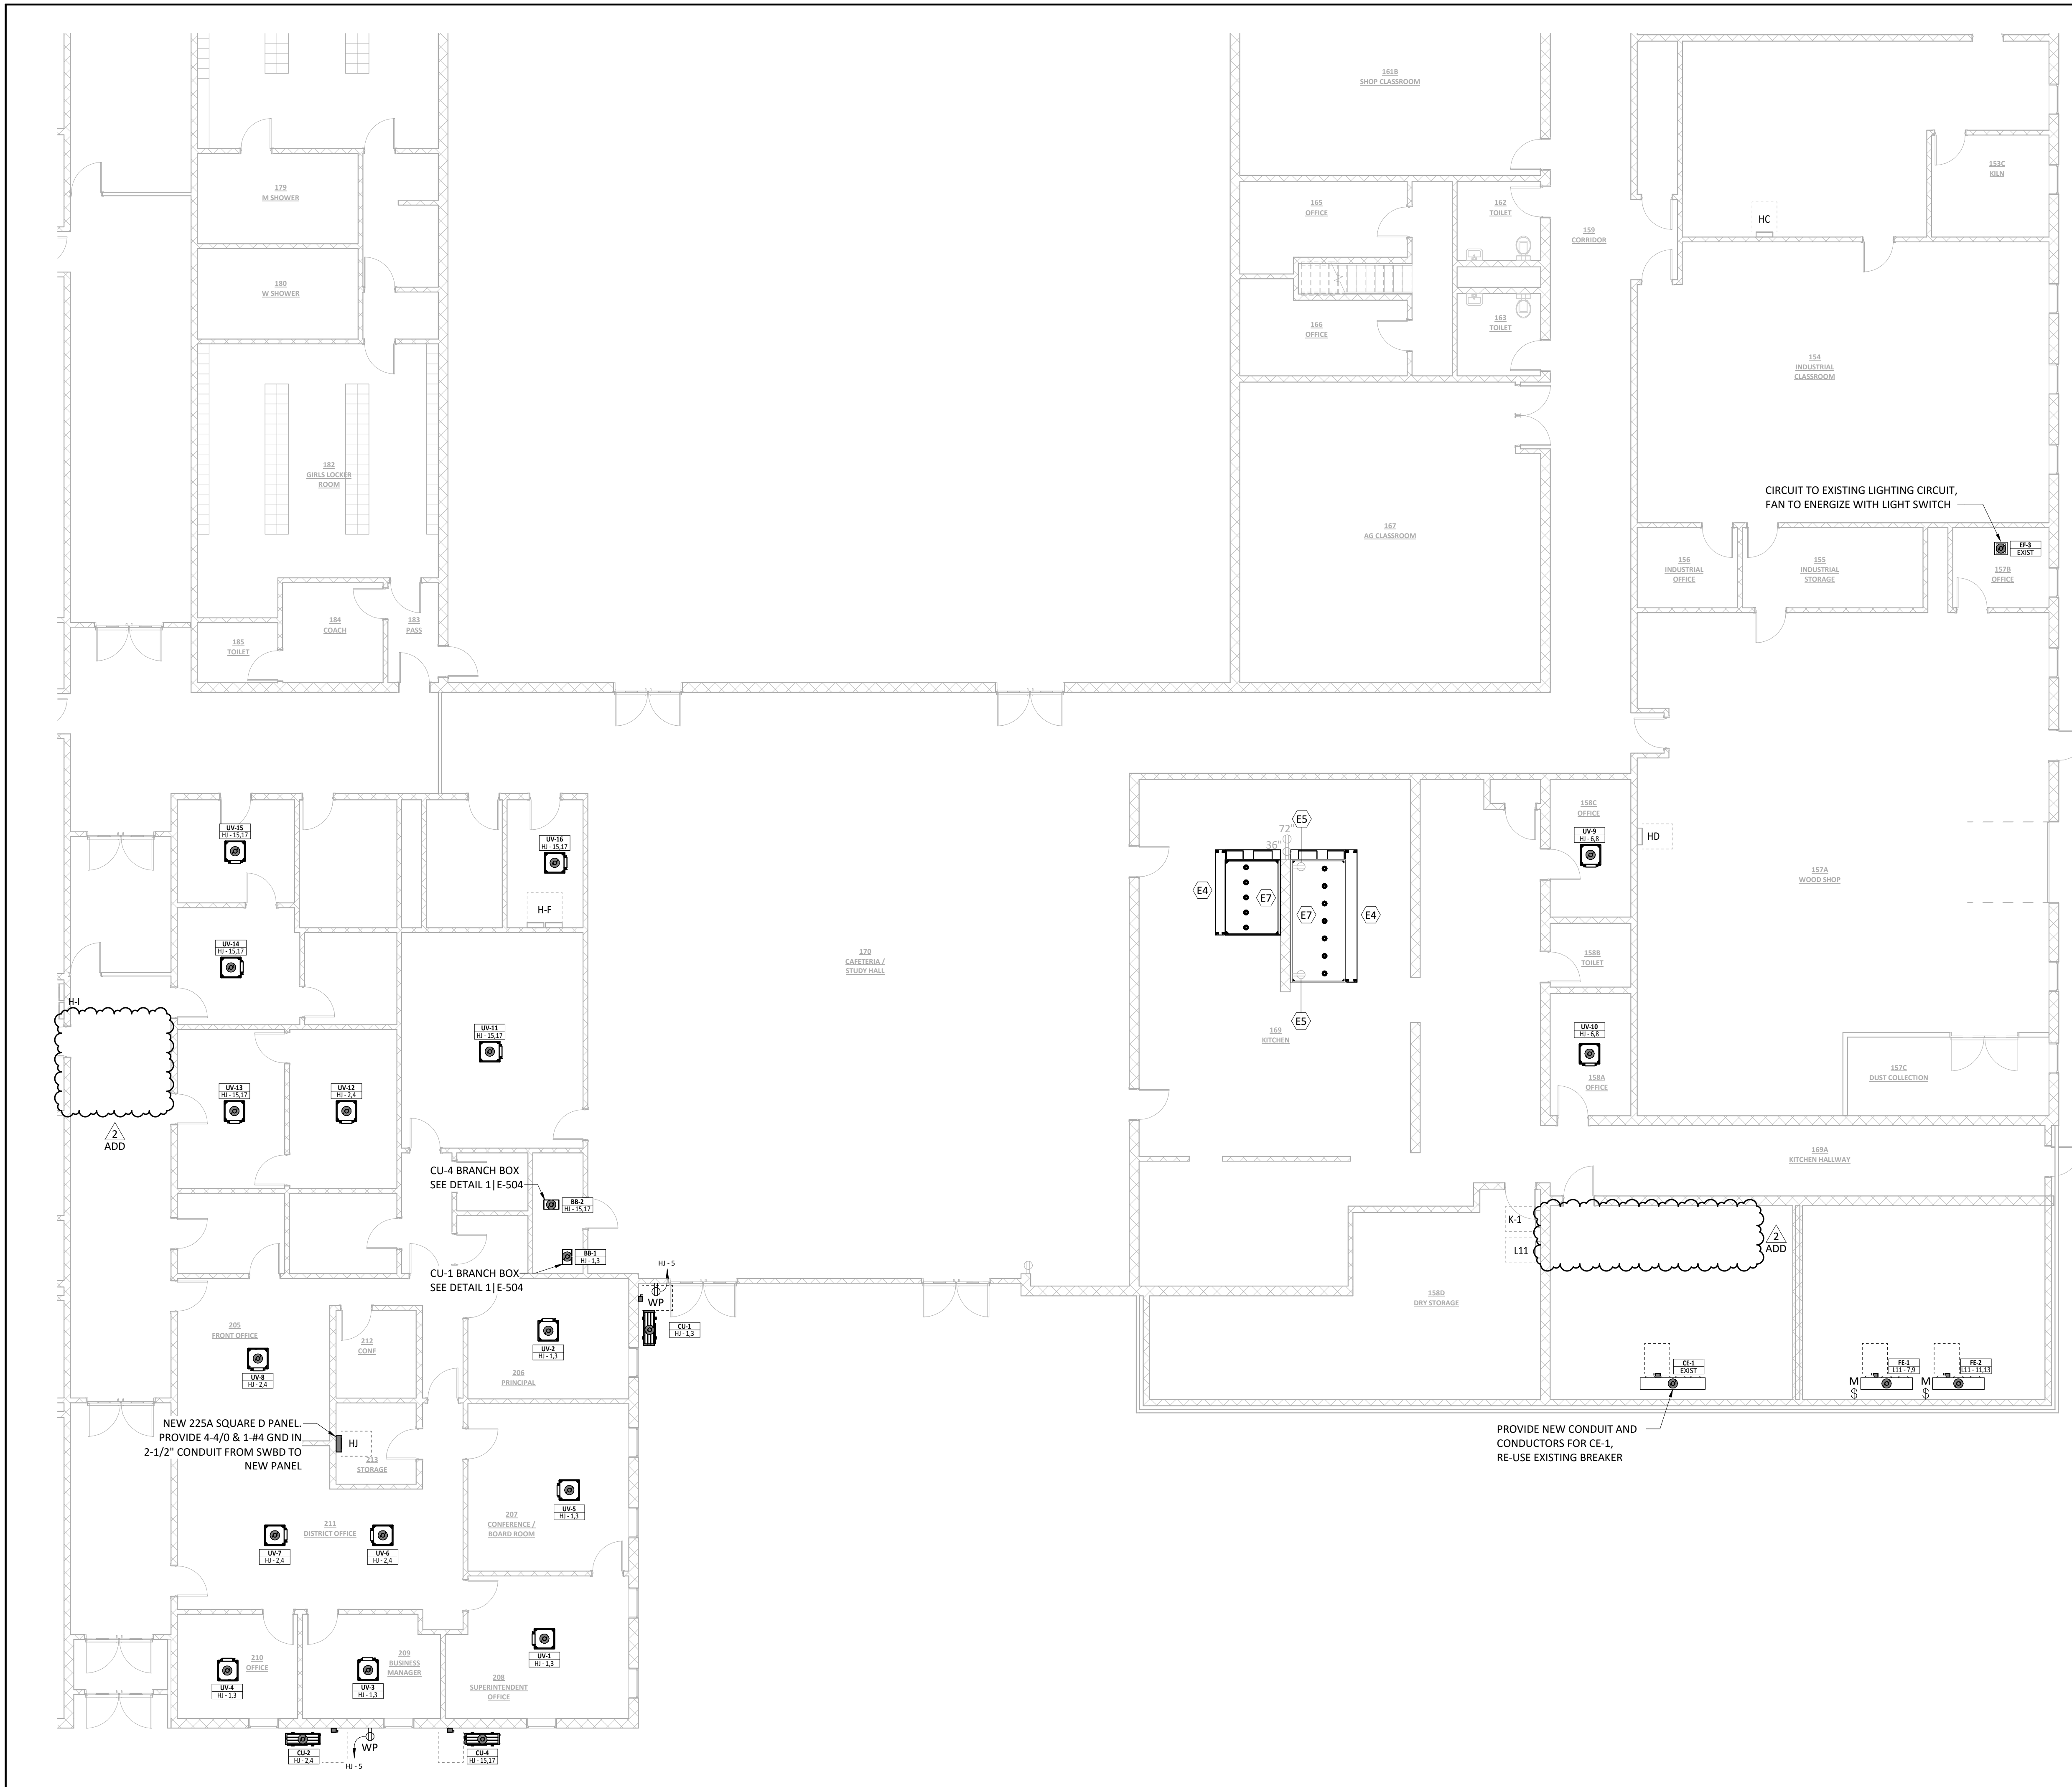 161B
SHOP CLASSROOM
179
M SHOWER
153C
KILN
165
OFFICE
162
TOILET
HC
159
CORRIDOR
180
W SHOWER
166
OFFICE
163
TOILET
154
INDUSTRIAL
CLASSROOM
182
GIRLS LOCKER
ROOM
CIRCUIT TO EXISTING LIGHTING CIRCUIT,
FAN TO ENERGIZE WITH LIGHT SWITCH
167
AG CLASSROOM
EF-3
EXIST
156
INDUSTRIAL
OFFICE
155
INDUSTRIAL
STORAGE
157B
OFFICE
184
COACH
183
PASS
185
TOILET
UV-15
HJ - 15,17
UV-16
HJ - 15,17
158C
OFFICE
E5
72"
36"
UV-9
HJ - 6,8
HD
157A
WOOD SHOP
E4
E7
E7
E4
H-F
UV-14
HJ - 15,17
170
CAFETERIA /
STUDY HALL
158B
TOILET
H-I
E5
169
KITCHEN
UV-11
HJ - 15,17
UV-10
HJ - 6,8
158A
OFFICE
157C
DUST COLLECTION
UV-13
HJ - 15,17
UV-12
HJ - 2,4
2
ADD
169A
KITCHEN HALLWAY
CU-4 BRANCH BOX
SEE DETAIL 1|E-504
BB-2
HJ - 15,17
K-1
L11
2
ADD
BB-1
HJ - 1,3
CU-1 BRANCH BOX
SEE DETAIL 1|E-504
HJ - 5
WP
CU-1
HJ - 1,3
158D
DRY STORAGE
205
FRONT OFFICE
212
CONF
UV-2
HJ - 1,3
206
PRINCIPAL
UV-8
HJ - 2,4
CE-1
EXIST
FE-1
L11 - 7,9
FE-2
L11 - 11,13
M
$
M
$
NEW 225A SQUARE D PANEL.
PROVIDE 4-4/0 & 1-#4 GND IN
2-1/2" CONDUIT FROM SWBD TO
NEW PANEL
HJ
213
STORAGE
PROVIDE NEW CONDUIT AND
CONDUCTORS FOR CE-1,
RE-USE EXISTING BREAKER
UV-5
HJ - 1,3
207
CONFERENCE /
BOARD ROOM
211
DISTRICT OFFICE
UV-7
HJ - 2,4
UV-6
HJ - 2,4
210
OFFICE
UV-4
HJ - 1,3
209
BUSINESS
MANAGER
UV-3
HJ - 1,3
UV-1
HJ - 1,3
208
SUPERINTENDENT
OFFICE
CU-2
HJ - 2,4
WP
HJ - 5
CU-4
HJ - 15,17